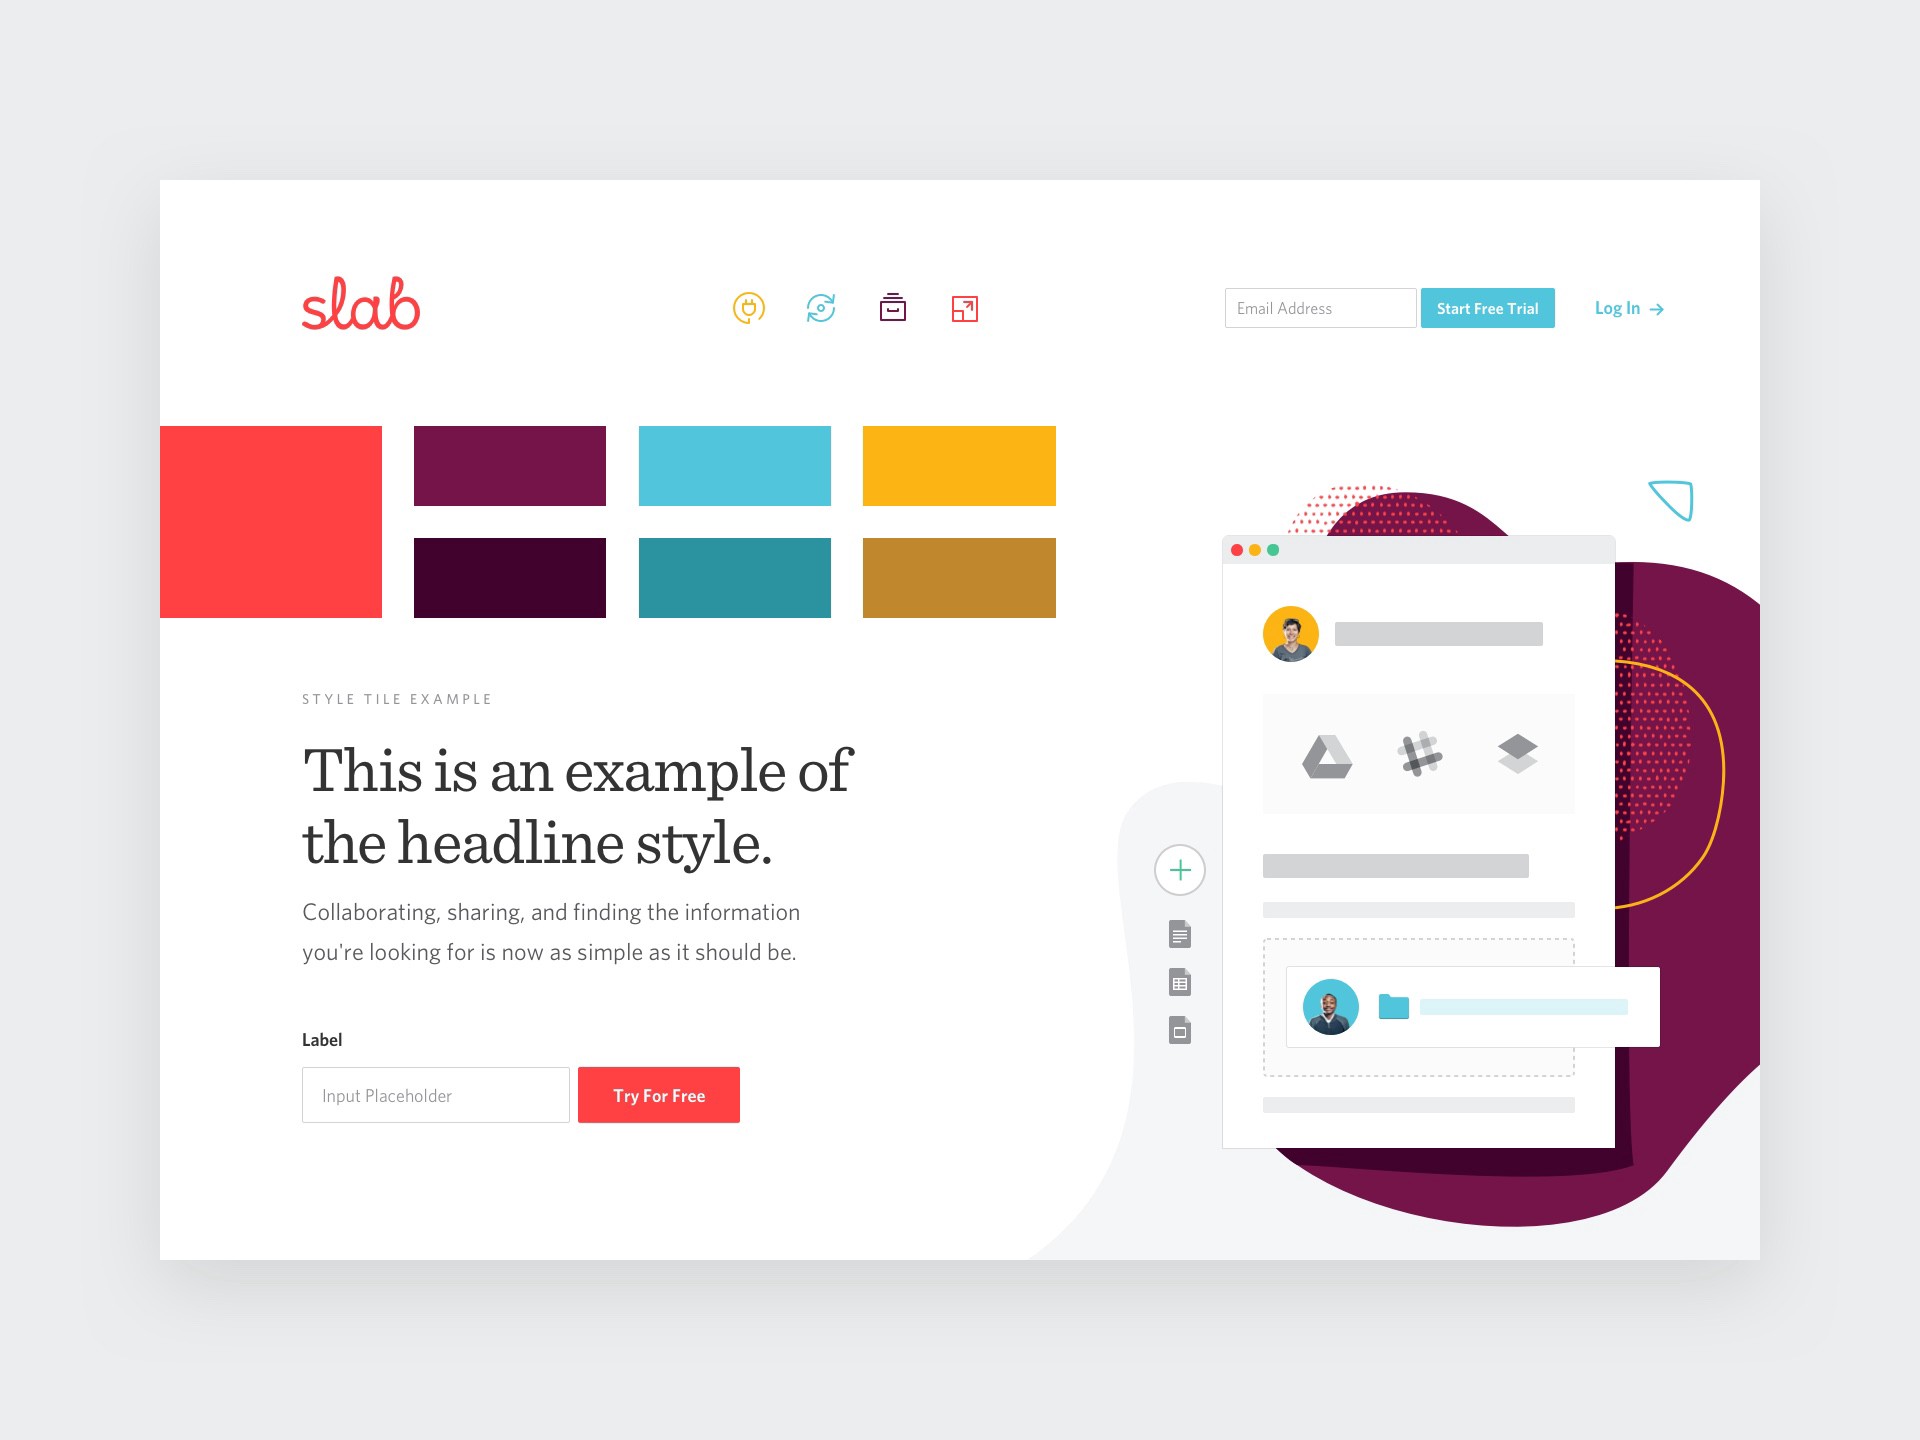 slab
Email Address
Start Free Trial
Log In →
STYLE TILE EXAMPLE
This is an example of
the headline style.
Collaborating, sharing, and finding the information
you're looking for is now as simple as it should be.
Label
Input Placeholder
Try For Free